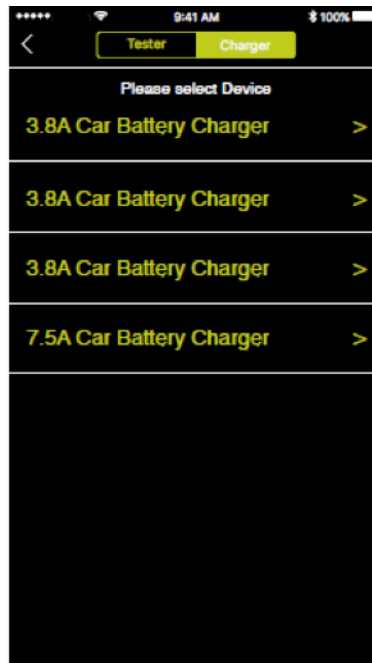 9:41 AM 100%
< Tester Charger
Please select Device
3.8A Car Battery Charger >
3.8A Car Battery Charger >
3.8A Car Battery Charger >
7.5A Car Battery Charger >